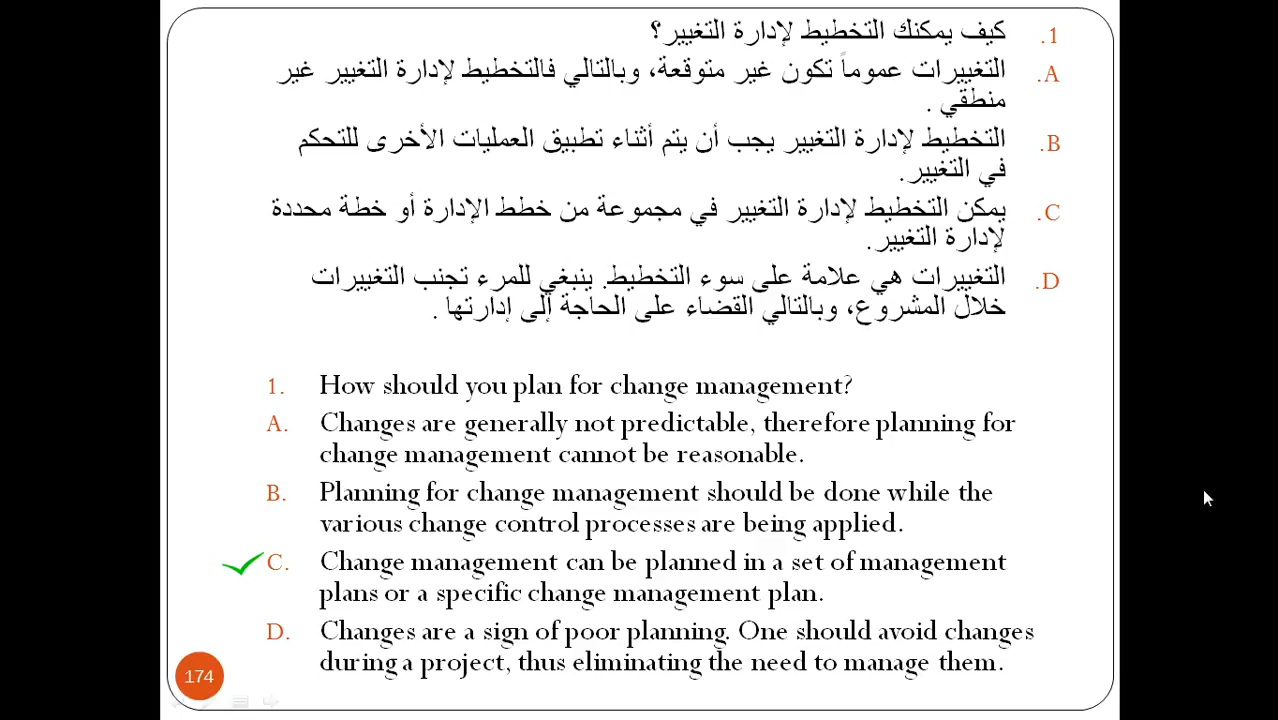 1. كيف يمكنك التخطيط لإدارة التغيير؟
A. التغييرات عموماً تكون غير متوقعة، وبالتالي فالتخطيط لإدارة التغيير غير
منطقي .
B. التخطيط لإدارة التغيير يجب أن يتم أثناء تطبيق العمليات الأخرى للتحكم
في التغيير.
C. يمكن التخطيط لإدارة التغيير في مجموعة من خطط الإدارة أو خطة محددة
لإدارة التغيير.
D. التغييرات هي علامة على سوء التخطيط. ينبغي للمرء تجنب التغييرات
خلال المشروع، وبالتالي القضاء على الحاجة إلى إدارتها .
1. How should you plan for change management?
A. Changes are generally not predictable, therefore planning for
change management cannot be reasonable.
B. Planning for change management should be done while the
various change control processes are being applied.
C. Change management can be planned in a set of management
plans or a specific change management plan.
D. Changes are a sign of poor planning. One should avoid changes
during a project, thus eliminating the need to manage them.
174